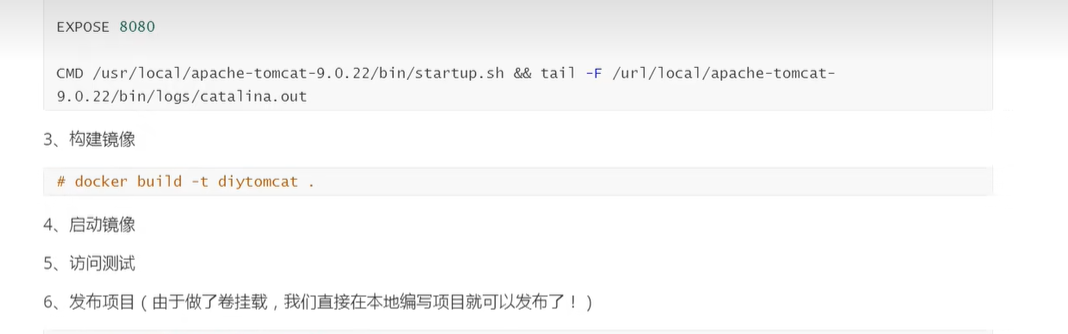 EXPOSE 8080
CMD /usr/local/apache-tomcat-9.0.22/bin/startup.sh && tail -F /url/local/apache-tomcat-
9.0.22/bin/logs/catalina.out
3、构建镜像
# docker build -t diytomcat .
4、启动镜像
5、访问测试
6、发布项目（由于做了卷挂载，我们直接在本地编写项目就可以发布了！）